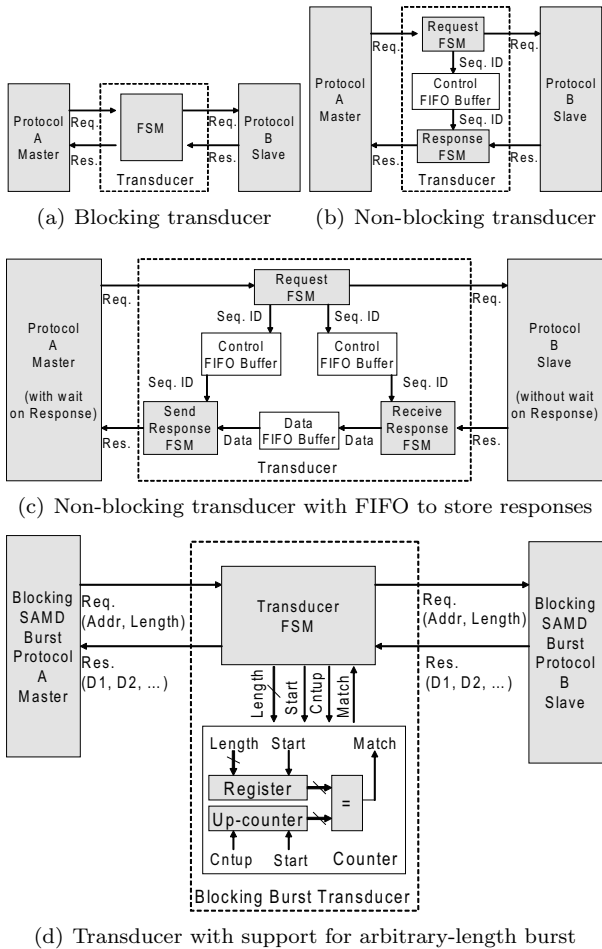 Protocol
A
Master
Req.
Res.
FSM
Transducer
Req.
Res.
Protocol
B
Slave
(a) Blocking transducer
Protocol
A
Master
Req.
Res.
Request
FSM
Seq. ID
Control
FIFO Buffer
Seq. ID
Response
FSM
Transducer
Req.
Res.
Protocol
B
Slave
(b) Non-blocking transducer
Protocol
A
Master
(with wait
on Response)
Req.
Res.
Request
FSM
Seq. ID
Seq. ID
Control
FIFO Buffer
Control
FIFO Buffer
Seq. ID
Seq. ID
Send
Response
FSM
Data
Data
FIFO Buffer
Data
Receive
Response
FSM
Transducer
Req.
Res.
Protocol
B
Slave
(without wait
on Response)
(c) Non-blocking transducer with FIFO to store responses
Blocking
SAMD
Burst
Protocol
A
Master
Req.
(Addr, Length)
Res.
(D1, D2, ...)
Transducer
FSM
Req.
(Addr, Length)
Res.
(D1, D2, ...)
Blocking
SAMD
Burst
Protocol
B
Slave
Length
Start
Cntup
Match
Length
Start
Match
Register
Up-counter
=
Cntup
Start
Counter
Blocking Burst Transducer
(d) Transducer with support for arbitrary-length burst